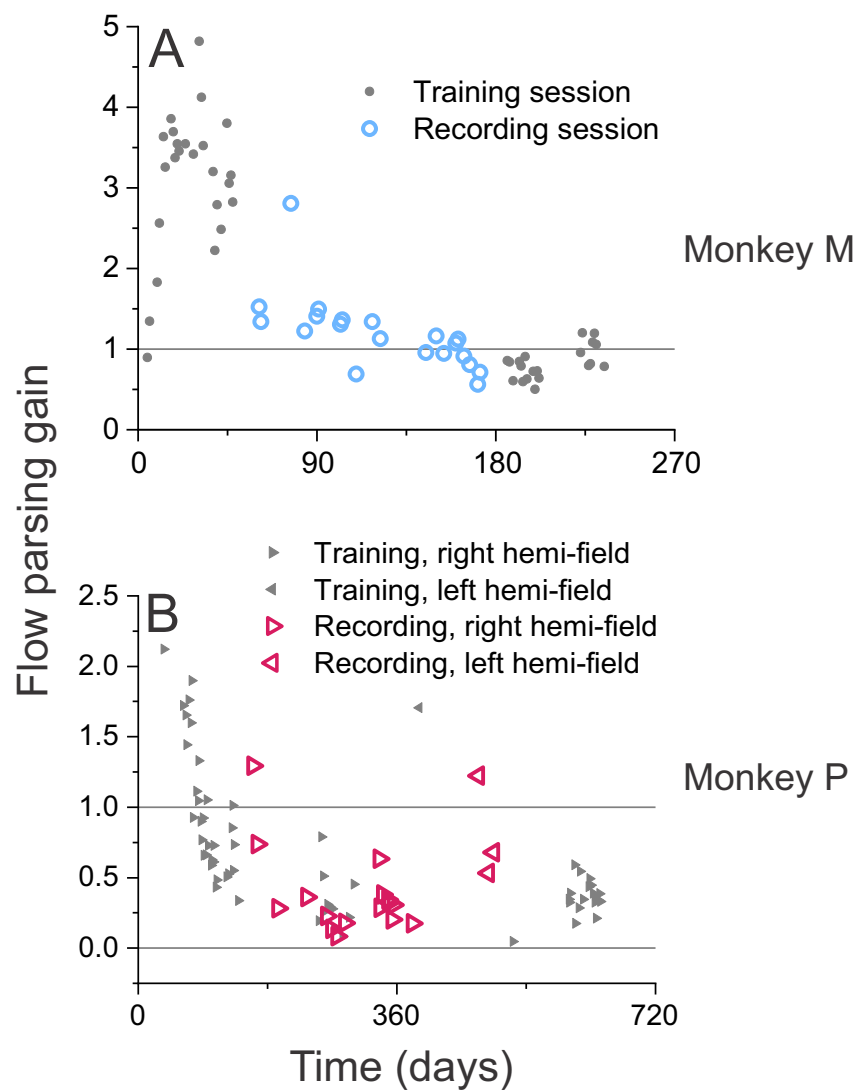 A
Training session
Recording session
5
4
3
2
1
0
0 90 180 270
Monkey M
Flow parsing gain
Training, right hemi-field
Training, left hemi-field
Recording, right hemi-field
Recording, left hemi-field
B
2.5
2.0
1.5
1.0
0.5
0.0
0 360 720
Monkey P
Time (days)